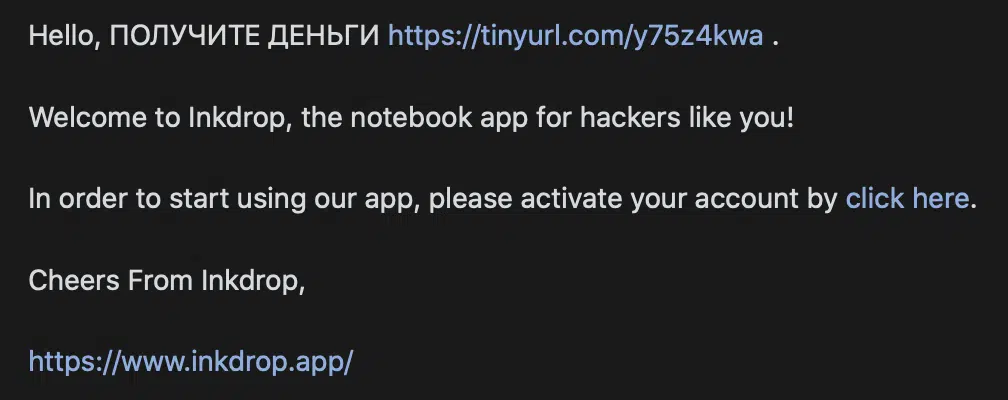 Hello, ПОЛУЧИТЕ ДЕНЬГИ https://tinyurl.com/y75z4kwa .
Welcome to Inkdrop, the notebook app for hackers like you!
In order to start using our app, please activate your account by click here.
Cheers From Inkdrop,
https://www.inkdrop.app/